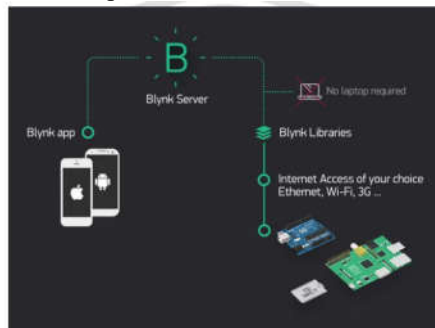 B
Blynk Server
No laptop required
Blynk app
Blynk Libraries
Internet Access of your choice
Ethernet, Wi-Fi, 3G ...